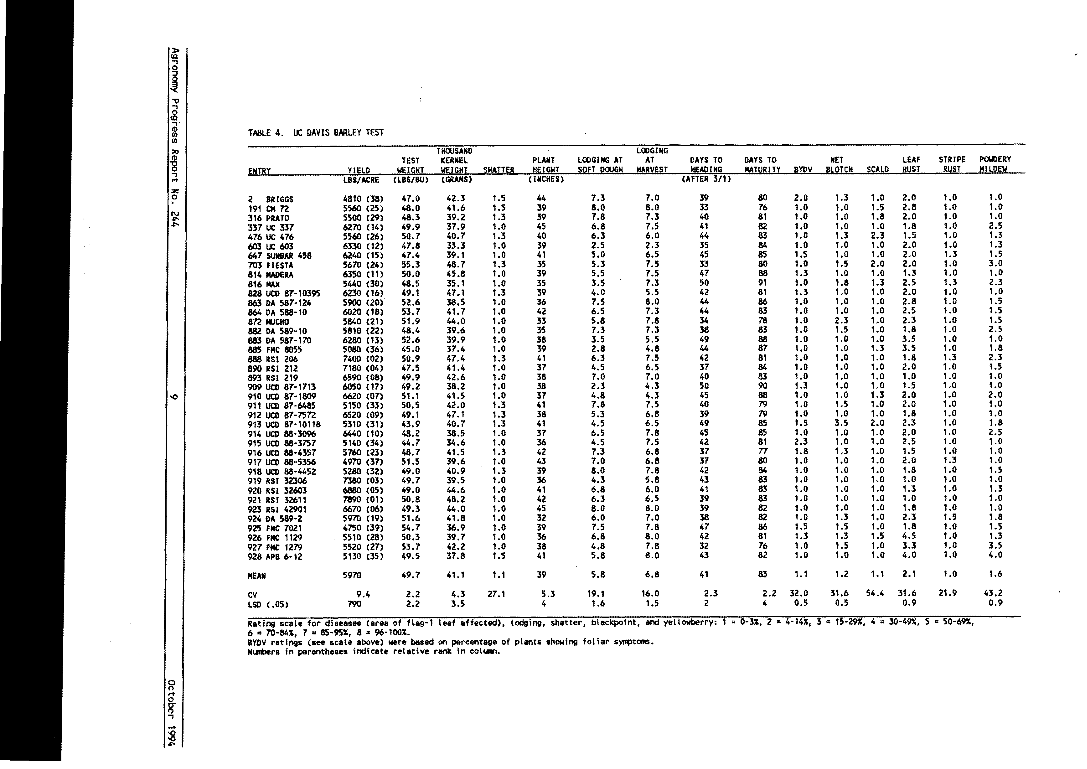 Agronomy Progress Report No. 244
9
October 1994
TABLE 4. UC DAVIS BARLEY TEST
THOUSAND LODGING
TEST KERNEL PLANT LODGING AT AT DAYS TO DAYS TO NET LEAF STRIPE POWDERY
ENTRY YIELD WEIGHT WEIGHT SHATTER HEIGHT SOFT DOUGH HARVEST HEADING MATURITY BYDV BLOTCH SCALD RUST RUST MILDEW
LBS/ACRE (LBS/BU) (GRAMS) (INCHES) (AFTER 3/1)
2 BRIGGS 4810 (38) 47.0 42.3 1.5 44 7.3 7.0 39 80 2.0 1.3 1.0 2.0 1.0 1.0
191 CM 72 5560 (25) 48.0 41.6 1.3 39 8.0 8.0 33 76 1.0 1.0 1.5 2.8 1.0 1.0
316 PRATO 5500 (29) 48.3 39.2 1.3 39 7.8 7.3 40 81 1.0 1.0 1.8 2.0 1.0 1.0
337 UC 337 6270 (14) 49.9 37.9 1.0 45 6.8 7.5 41 82 1.0 1.0 1.0 1.8 1.0 2.5
476 UC 476 5560 (26) 50.7 40.7 1.3 40 6.3 6.0 44 83 1.0 1.3 2.3 1.5 1.0 1.3
603 UC 603 6330 (12) 47.8 33.3 1.0 39 2.5 2.3 35 84 1.0 1.0 1.0 2.0 1.0 1.3
647 SUNBAR 458 6240 (15) 47.4 39.1 1.0 41 5.0 6.5 45 85 1.5 1.0 1.0 2.0 1.3 1.5
703 FIESTA 5670 (24) 55.3 48.7 1.3 35 5.3 7.5 33 80 1.0 1.5 2.0 2.0 1.0 3.0
814 MADERA 6350 (11) 50.0 45.8 1.0 39 5.5 7.5 47 88 1.3 1.0 1.0 1.3 1.0 1.0
816 MAX 5440 (30) 48.5 35.1 1.0 35 3.5 7.3 50 91 1.0 1.8 1.3 2.5 1.3 2.3
828 UCD 87-10395 6230 (16) 49.1 47.1 1.3 39 4.0 5.5 42 81 1.3 1.0 1.0 2.0 1.0 1.0
863 DA 587-124 5900 (20) 52.6 38.5 1.0 36 7.5 8.0 44 86 1.0 1.0 1.0 2.8 1.0 1.5
864 DA 588-10 6020 (18) 53.7 41.7 1.0 42 6.5 7.3 44 83 1.0 1.0 1.0 2.5 1.0 1.5
872 MUCHO 5840 (21) 51.9 44.0 1.0 33 5.8 7.8 34 78 1.0 2.3 1.0 2.3 1.0 1.5
882 DA 589-10 5810 (22) 48.4 39.6 1.0 35 7.3 7.3 38 83 1.0 1.5 1.0 1.8 1.0 2.5
883 DA 587-170 6280 (13) 52.6 39.9 1.0 38 3.5 5.5 49 88 1.0 1.0 1.0 3.5 1.0 1.0
885 FMC 8055 5080 (36) 45.0 37.4 1.0 39 2.8 4.8 44 87 1.0 1.0 1.3 3.5 1.0 1.8
888 RSI 206 7400 (02) 50.9 47.4 1.3 41 6.3 7.5 42 81 1.0 1.0 1.0 1.8 1.3 2.3
890 RSI 212 7180 (04) 47.5 41.4 1.0 37 4.5 6.5 37 84 1.0 1.0 1.0 2.0 1.0 1.5
893 RSI 219 6590 (08) 49.9 42.6 1.0 38 7.0 7.0 40 83 1.0 1.0 1.0 1.0 1.0 1.0
909 UCD 87-1713 6050 (17) 49.2 38.2 1.0 38 2.3 4.3 50 90 1.3 1.0 1.0 1.5 1.0 1.0
910 UCD 87-1809 6620 (07) 51.1 41.5 1.0 37 4.8 4.3 45 88 1.0 1.0 1.3 2.0 1.0 2.0
911 UCD 87-6485 5150 (33) 50.5 42.0 1.3 41 7.8 7.5 40 79 1.0 1.5 1.0 2.0 1.0 1.0
912 UCD 87-7572 6520 (09) 49.1 47.1 1.3 38 5.3 6.8 39 79 1.0 1.0 1.0 1.8 1.0 1.0
913 UCD 87-10118 5310 (31) 43.9 40.7 1.3 41 4.5 6.5 49 85 1.5 3.5 2.0 2.3 1.0 1.8
914 UCD 88-3096 6440 (10) 48.2 38.5 1.0 37 6.5 7.8 45 85 1.0 1.0 1.0 2.0 1.0 2.5
915 UCD 88-3757 5140 (34) 44.7 34.6 1.0 36 4.5 7.5 42 81 2.3 1.0 1.0 2.5 1.0 1.0
916 UCD 88-4357 5760 (23) 48.7 41.5 1.3 42 7.3 6.8 37 77 1.8 1.3 1.0 1.5 1.0 1.0
917 UCD 88-5356 4970 (37) 51.5 39.6 1.0 43 7.0 6.8 37 80 1.0 1.0 1.0 2.0 1.3 1.0
918 UCD 88-4452 5280 (32) 49.0 40.9 1.3 39 8.0 7.8 42 84 1.0 1.0 1.0 1.8 1.0 1.5
919 RSI 32306 7380 (03) 49.7 39.5 1.0 36 4.3 5.8 43 83 1.0 1.0 1.0 1.0 1.0 1.0
920 RSI 32603 6880 (05) 49.0 44.6 1.0 41 6.8 6.0 41 83 1.0 1.0 1.0 1.3 1.0 1.3
921 RSI 32611 7890 (01) 50.8 48.2 1.0 42 6.3 6.5 39 83 1.0 1.0 1.0 1.0 1.0 1.0
923 RSI 42901 6670 (06) 49.3 44.0 1.0 45 8.0 8.0 39 82 1.0 1.0 1.0 1.8 1.0 1.0
924 DA 589-2 5970 (19) 51.6 41.8 1.0 32 6.0 7.0 38 82 1.0 1.3 1.0 2.3 1.5 1.8
925 FMC 7021 4750 (39) 54.7 36.9 1.0 39 7.5 7.8 47 86 1.5 1.5 1.0 1.8 1.0 1.5
926 FMC 1129 5510 (28) 50.3 39.7 1.0 36 6.8 8.0 42 81 1.3 1.3 1.5 4.5 1.0 1.3
927 FMC 1279 5520 (27) 53.7 42.2 1.0 38 4.8 7.8 32 76 1.0 1.5 1.0 3.3 1.0 3.5
928 APB 6-12 5130 (35) 49.5 37.8 1.5 41 5.8 8.0 43 82 1.0 1.0 1.0 4.0 1.0 4.0
MEAN 5970 49.7 41.1 1.1 39 5.8 6.8 41 83 1.1 1.2 1.1 2.1 1.0 1.6
CV 9.4 2.2 4.3 27.1 5.3 19.1 16.0 2.3 2.2 32.0 31.6 54.4 31.6 21.9 43.2
LSD (.05) 790 2.2 3.5 4 1.6 1.5 2 4 0.5 0.5 0.9 0.9
Rating scale for diseases (area of flag-1 leaf affected), lodging, shatter, blackpoint, and yellowberry: 1 = 0-3%, 2 = 4-14%, 3 = 15-29%, 4 = 30-49%, 5 = 50-69%,
6 = 70-84%, 7 = 85-95%, 8 = 96-100%.
BYDV ratings (see scale above) were based on percentage of plants showing foliar symptoms.
Numbers in parentheses indicate relative rank in column.